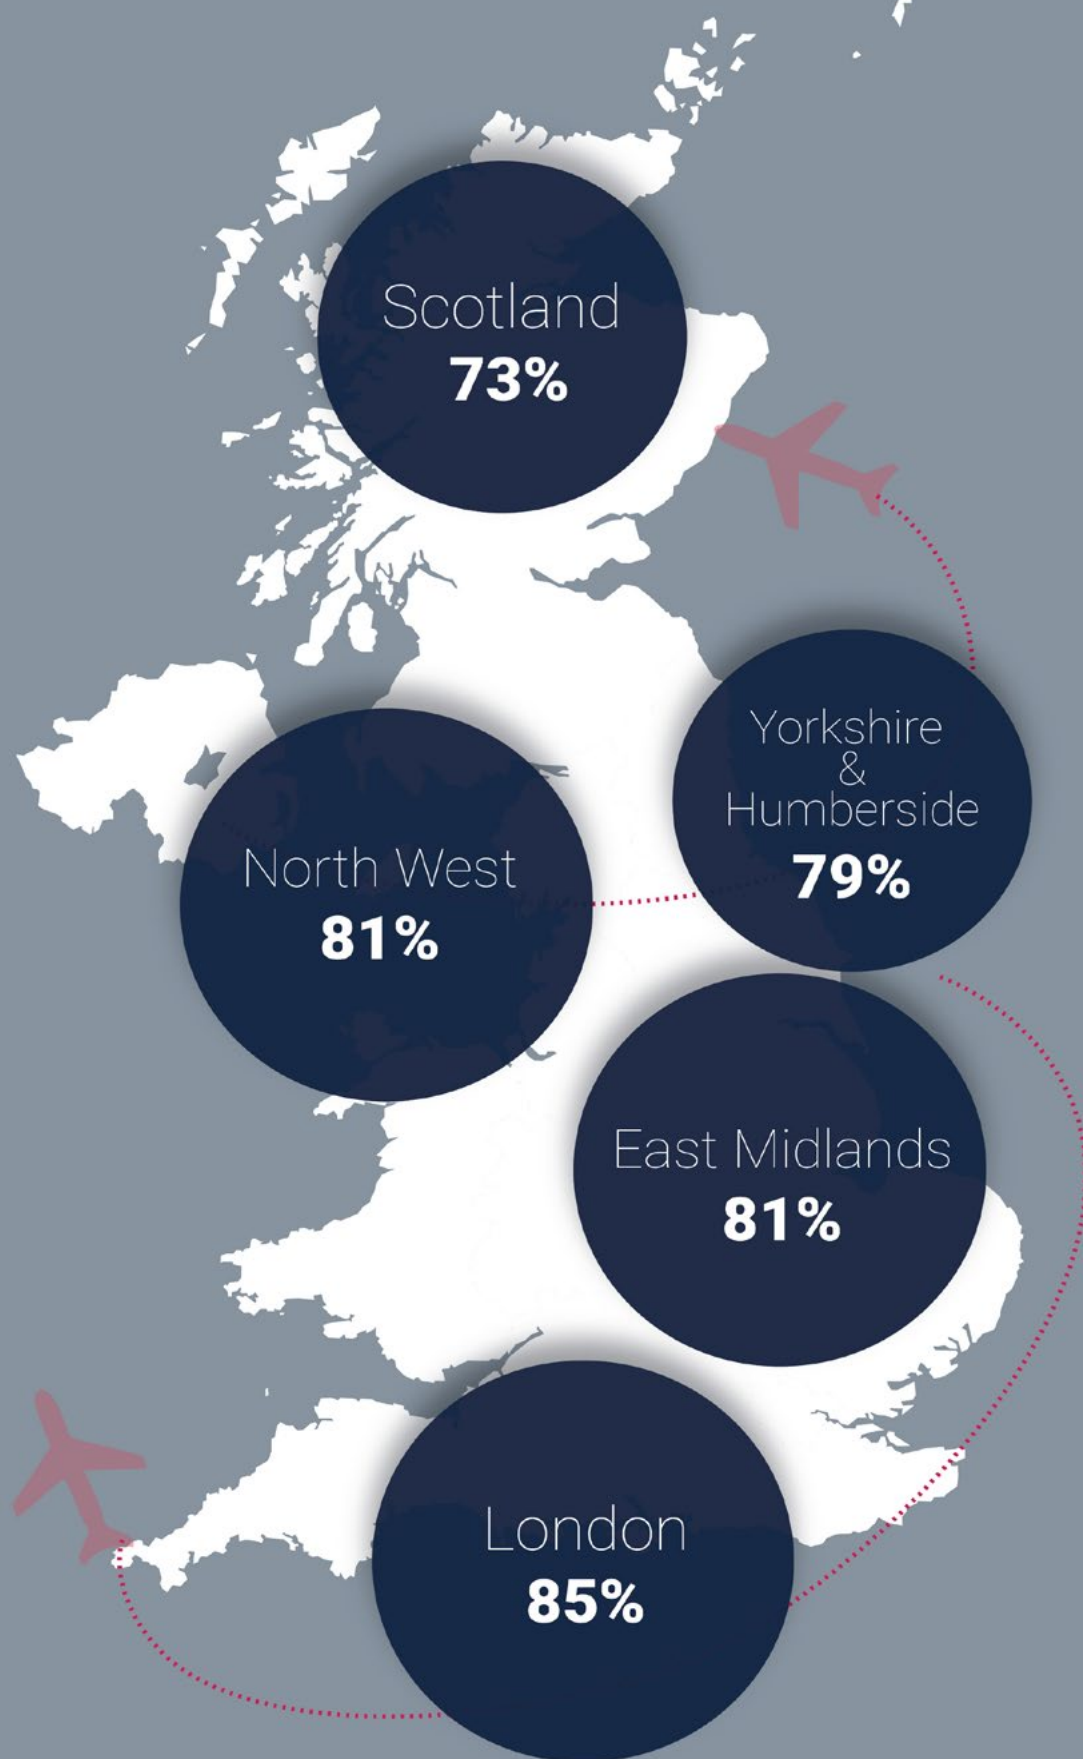 Scotland
73%
Yorkshire
&
Humberside
79%
North West
81%
East Midlands
81%
London
85%